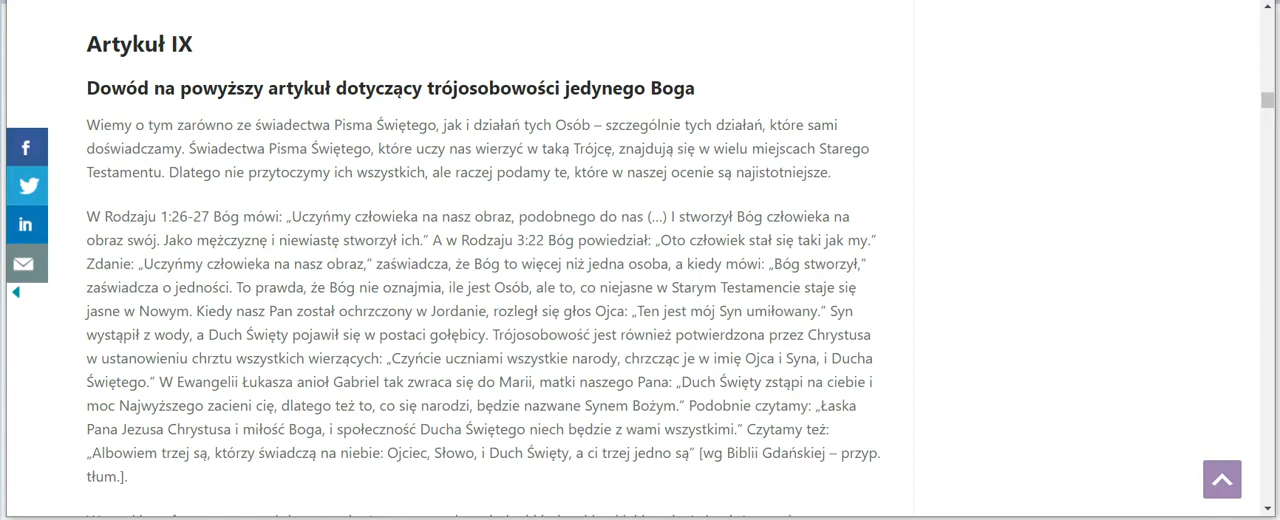 Artykuł IX
Dowód na powyższy artykuł dotyczący trójosobowości jedynego Boga
Wiemy o tym zarówno ze świadectwa Pisma Świętego, jak i działań tych Osób – szczególnie tych działań, które sami
doświadczamy. Świadectwa Pisma Świętego, które uczy nas wierzyć w taką Trójcę, znajdują się w wielu miejscach Starego
Testamentu. Dlatego nie przytoczymy ich wszystkich, ale raczej podamy te, które w naszej ocenie są najistotniejsze.
W Rodzaju 1:26-27 Bóg mówi: „Uczyńmy człowieka na nasz obraz, podobnego do nas (…) I stworzył Bóg człowieka na
obraz swój. Jako mężczyznę i niewiastę stworzył ich.” A w Rodzaju 3:22 Bóg powiedział: „Oto człowiek stał się taki jak my.”
Zdanie: „Uczyńmy człowieka na nasz obraz,” zaświadcza, że Bóg to więcej niż jedna osoba, a kiedy mówi: „Bóg stworzył,”
zaświadcza o jedności. To prawda, że Bóg nie oznajmia, ile jest Osób, ale to, co niejasne w Starym Testamencie staje się
jasne w Nowym. Kiedy nasz Pan został ochrzczony w Jordanie, rozległ się głos Ojca: „Ten jest mój Syn umiłowany.” Syn
wystąpił z wody, a Duch Święty pojawił się w postaci gołębicy. Trójosobowość jest również potwierdzona przez Chrystusa
w ustanowieniu chrztu wszystkich wierzących: „Czyńcie uczniami wszystkie narody, chrzcząc je w imię Ojca i Syna, i Ducha
Świętego.” W Ewangelii Łukasza anioł Gabriel tak zwraca się do Marii, matki naszego Pana: „Duch Święty zstąpi na ciebie i
moc Najwyższego zacieni cię, dlatego też to, co się narodzi, będzie nazwane Synem Bożym.” Podobnie czytamy: „Łaska
Pana Jezusa Chrystusa i miłość Boga, i społeczność Ducha Świętego niech będzie z wami wszystkimi.” Czytamy też:
„Albowiem trzej są, którzy świadczą na niebie: Ojciec, Słowo, i Duch Święty, a ci trzej jedno są” [wg Biblii Gdańskiej – przyp.
tłum.].